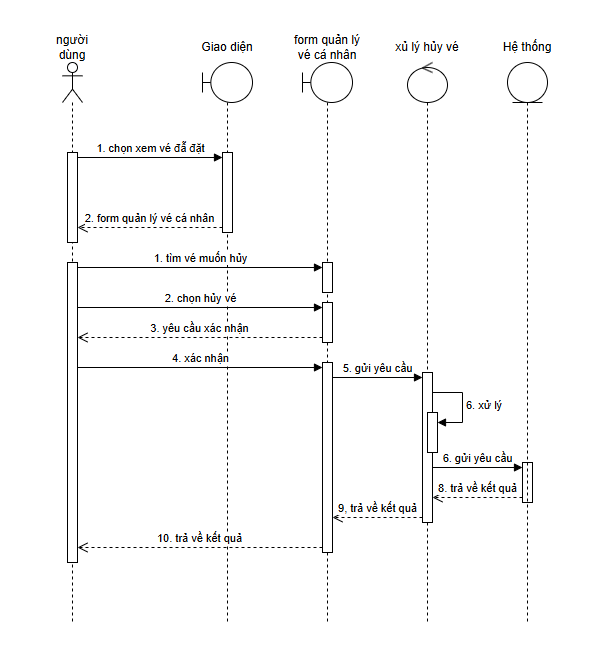 người
dùng
Giao diện
form quản lý
vé cá nhân
xủ lý hủy vé
Hệ thống
1. chọn xem vé đẫ đặt
2. form quản lý vé cá nhân
1. tìm vé muốn hủy
2. chọn hủy vé
3. yêu cầu xác nhận
4. xác nhận
5. gửi yêu cầu
6. xử lý
6. gửi yêu cầu
8. trả về kết quả
9, trả về kết quả
10. trả về kết quả